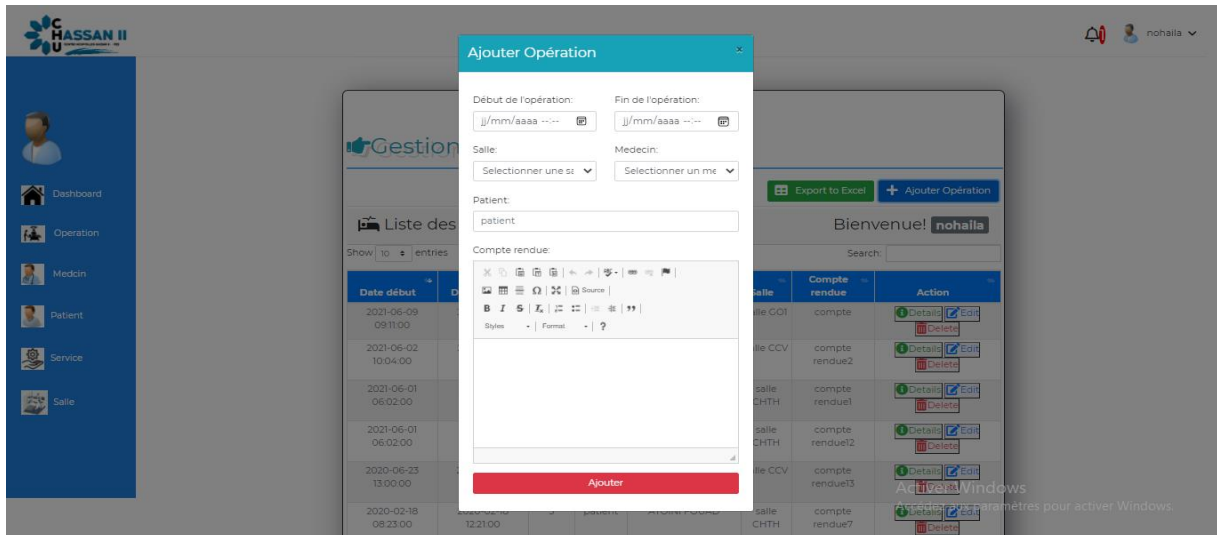 C
HASSAN II
U
nohaila
Ajouter Opération
×
Début de l'opération:
Fin de l'opération:
jj/mm/aaaa --:--
jj/mm/aaaa --:--
Salle:
Medecin:
Selectionner une sa
Selectionner un me
Patient:
patient
Compte rendue:
Source
Styles
Format
?
Ajouter
Dashboard
Operation
Medcin
Patient
Service
Salle
Gestion
Export to Excel
Ajouter Opération
Liste des
Bienvenue! nohaila
Show 10 entries
Search:
Date début
D
Salle
Compte rendue
Action
2021-06-09 09:11:00
lle GO1
compte
Details Edit Delete
2021-06-02 10:04:00
lle CCV
compte rendue2
Details Edit Delete
2021-06-01 06:02:00
salle CHTH
compte rendue1
Details Edit Delete
2021-06-01 06:02:00
salle CHTH
compte rendue12
Details Edit Delete
2020-06-23 13:00:00
lle CCV
compte rendue13
Details Edit
2020-02-18 08:23:00
12:21:00
patient
salle CHTH
compte rendue7
Details Edit Delete
Activer Windows
Accédez aux paramètres pour activer Windows.